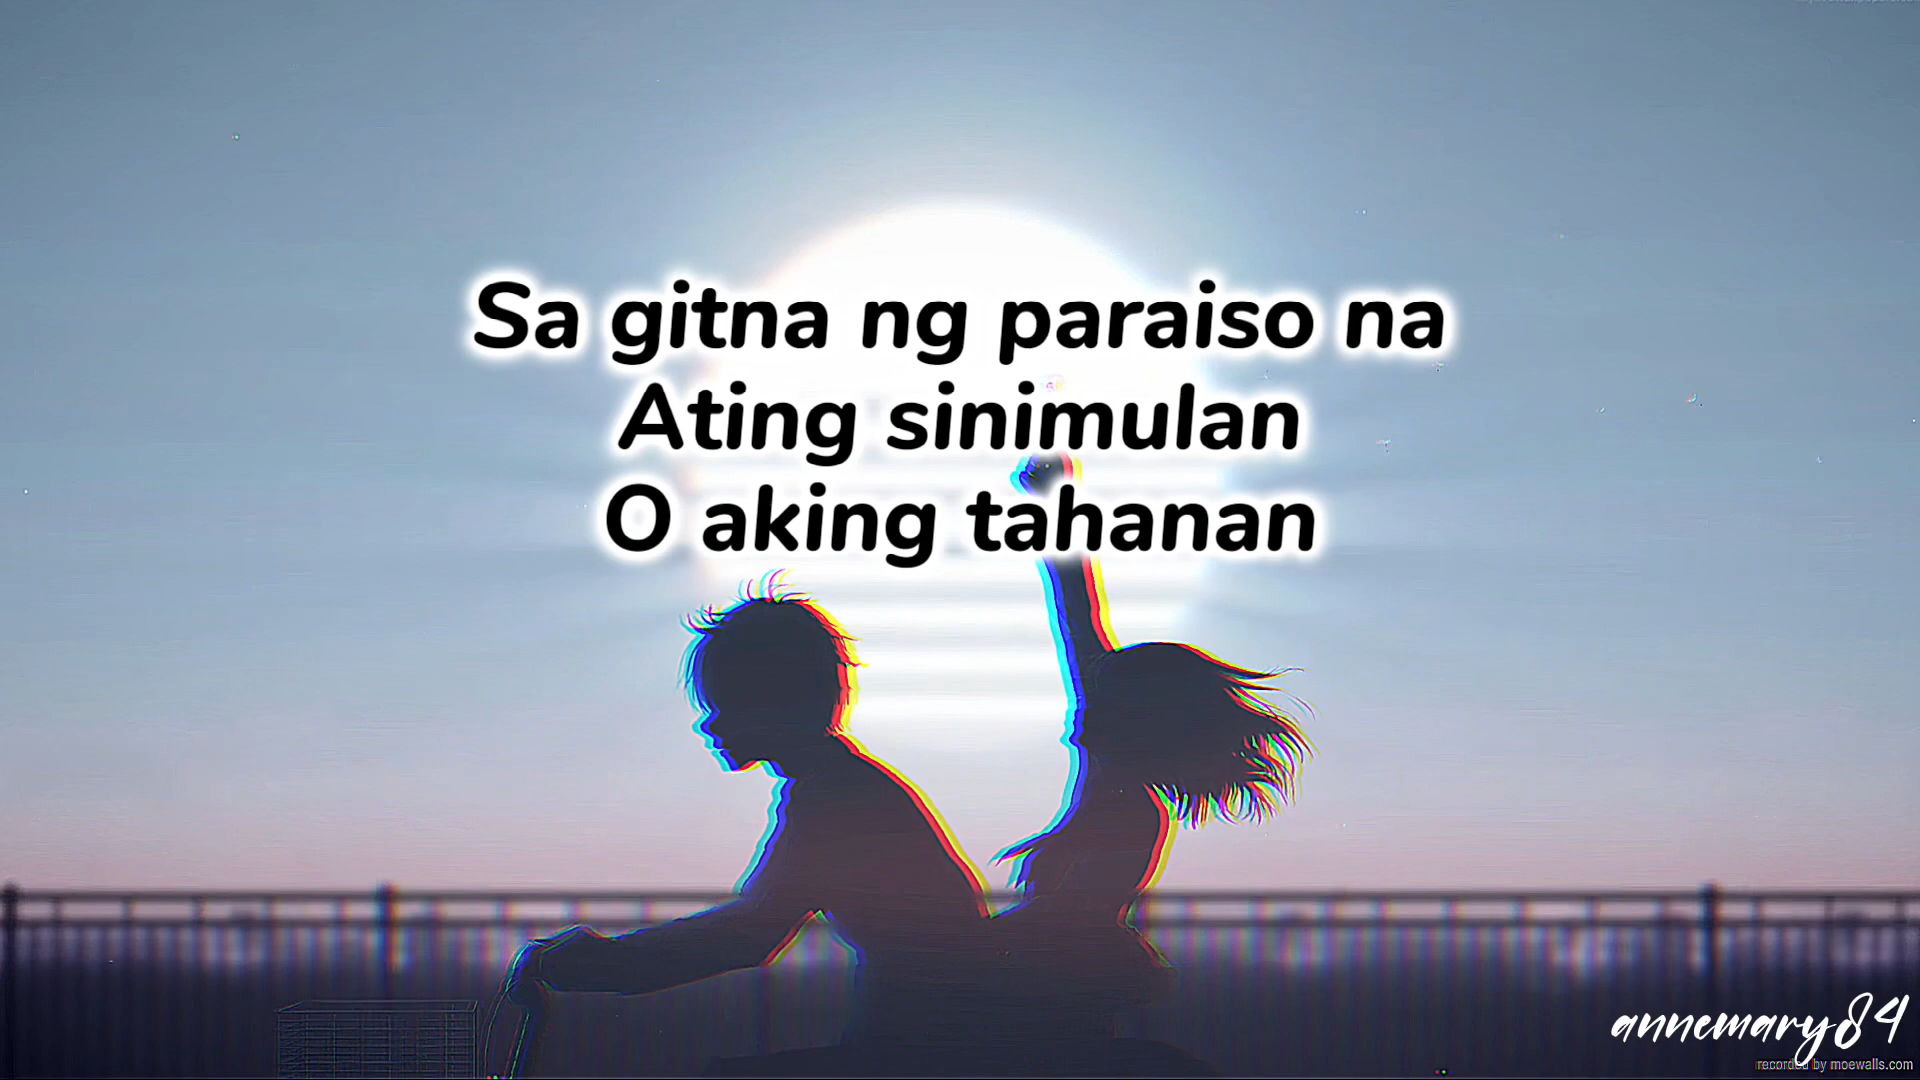 Sa gitna ng paraiso na
Ating sinimulan
O aking tahanan
annemary84
recorded by moewalls.com